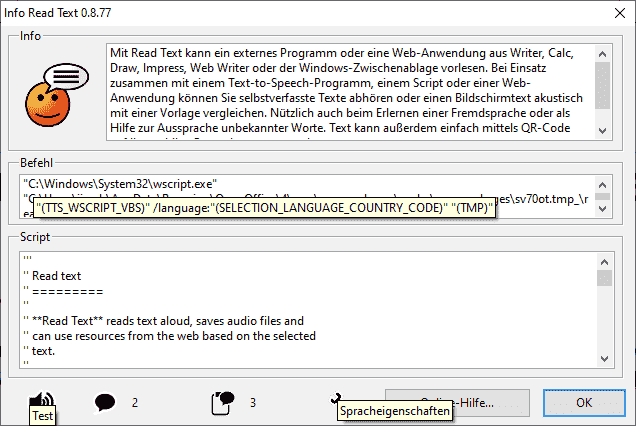 Info Read Text 0.8.77
Info
Mit Read Text kann ein externes Programm oder eine Web-Anwendung aus Writer, Calc,
Draw, Impress, Web Writer oder der Windows-Zwischenablage vorlesen. Bei Einsatz
zusammen mit einem Text-to-Speech-Programm, einem Script oder einer Web-
Anwendung können Sie selbstverfasste Texte abhören oder einen Bildschirmtext akustisch
mit einer Vorlage vergleichen. Nützlich auch beim Erlernen einer Fremdsprache oder als
Hilfe zur Aussprache unbekannter Worte. Text kann außerdem einfach mittels QR-Code
Befehl
"C:\Windows\System32\wscript.exe"
ges\sv70ot.tmp_\r
"(TTS_WSCRIPT_VBS)" /language:"(SELECTION_LANGUAGE_COUNTRY_CODE)" "(TMP)"
Script
'''
'' Read text
'' =========
''
'' **Read Text** reads text aloud, saves audio files and
'' can use resources from the web based on the selected
'' text.
''
2
3
-Hilfe...
OK
Test
Spracheigenschaften